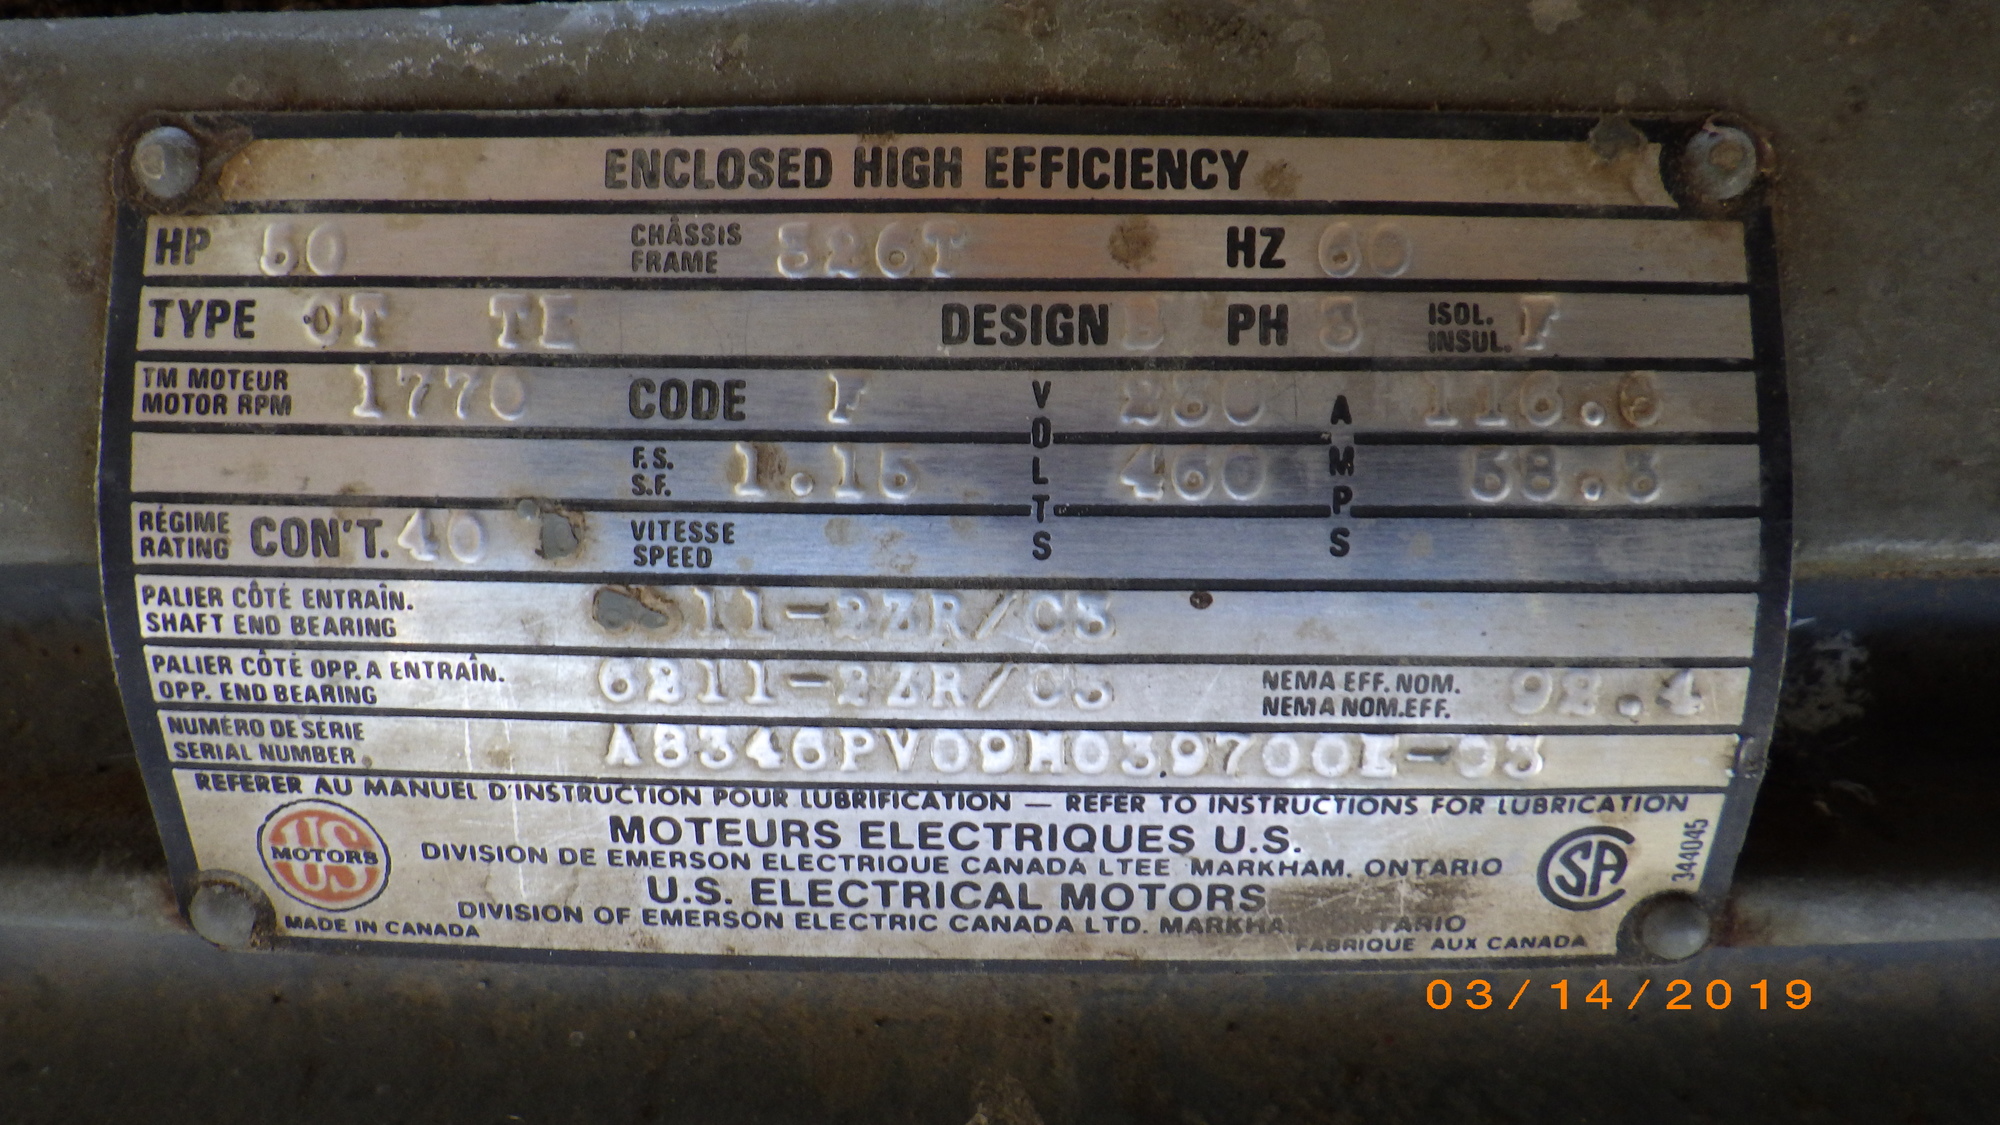 ENCLOSED HIGH EFFICIENCY
HP 50 CHÂSSIS FRAME 326T HZ 60
TYPE CT TE DESIGN B PH 3 ISOL. INSUL. F
TM MOTEUR MOTOR RPM 1770 CODE F VOLTS 230 AMPS 116.6
F.S. S.F. 1.15 460 58.3
RÉGIME RATING CON'T. 40 VITESSE SPEED
PALIER CÔTÉ ENTRAÎN. SHAFT END BEARING 11-2ZR/C3
PALIER CÔTÉ OPP. A ENTRAÎN. OPP. END BEARING 6211-2ZR/C3 NEMA EFF. NOM. NEMA NOM. EFF. 92.4
NUMÉRO DE SÉRIE SERIAL NUMBER A8346PV09M039700E-03
REFERER AU MANUEL D'INSTRUCTION POUR LUBRIFICATION — REFER TO INSTRUCTIONS FOR LUBRICATION
US MOTORS
MOTEURS ELECTRIQUES U.S.
DIVISION DE EMERSON ELECTRIQUE CANADA LTEE MARKHAM, ONTARIO
U.S. ELECTRICAL MOTORS
DIVISION OF EMERSON ELECTRIC CANADA LTD. MARKHAM, ONTARIO
MADE IN CANADA
FABRIQUE AUX CANADA
SA
344045
03/14/2019